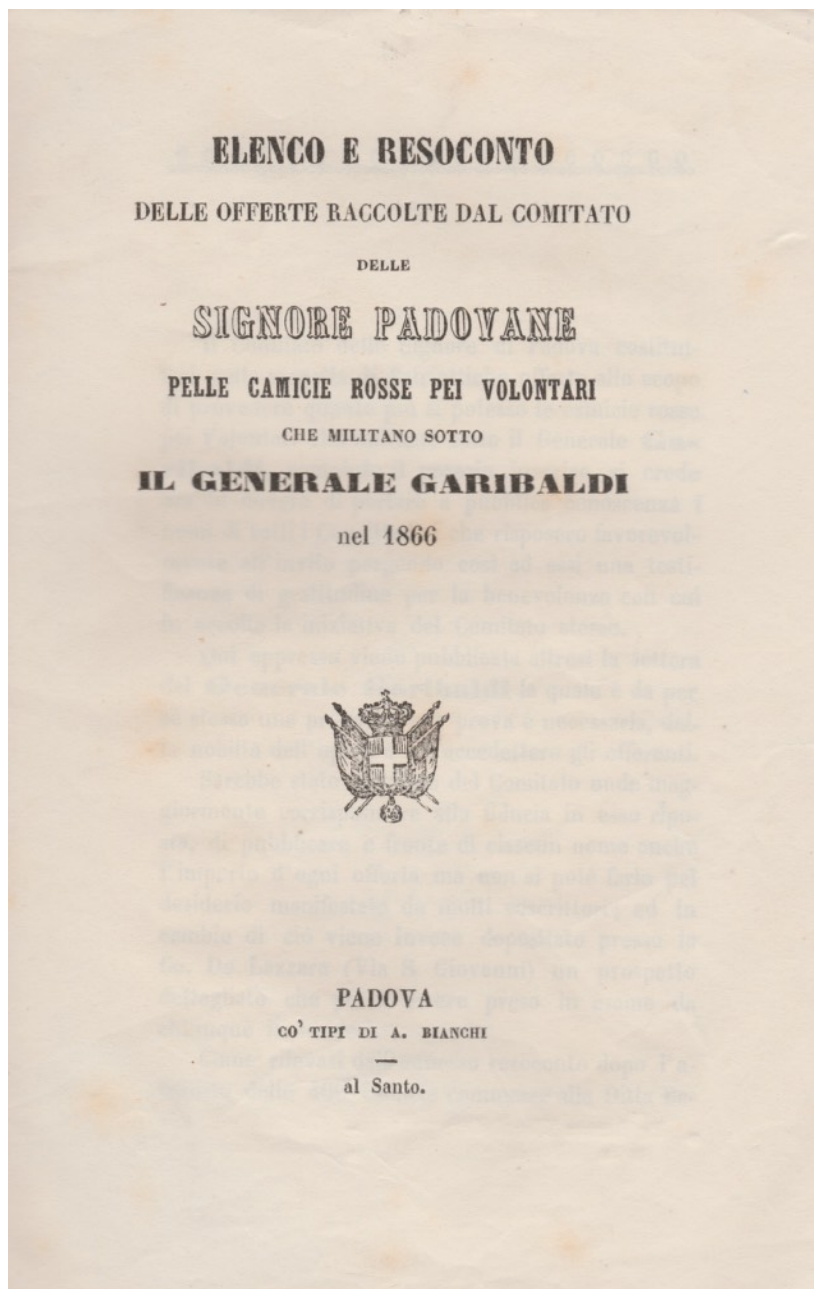 ELENCO E RESOCONTO
DELLE OFFERTE RACCOLTE DAL COMITATO
DELLE
SIGNORE PADOVANE
PELLE CAMICIE ROSSE PEI VOLONTARI
CHE MILITANO SOTTO
IL GENERALE GARIBALDI
nel 1866
PADOVA
CO' TIPI DI A. BIANCHI
al Santo.